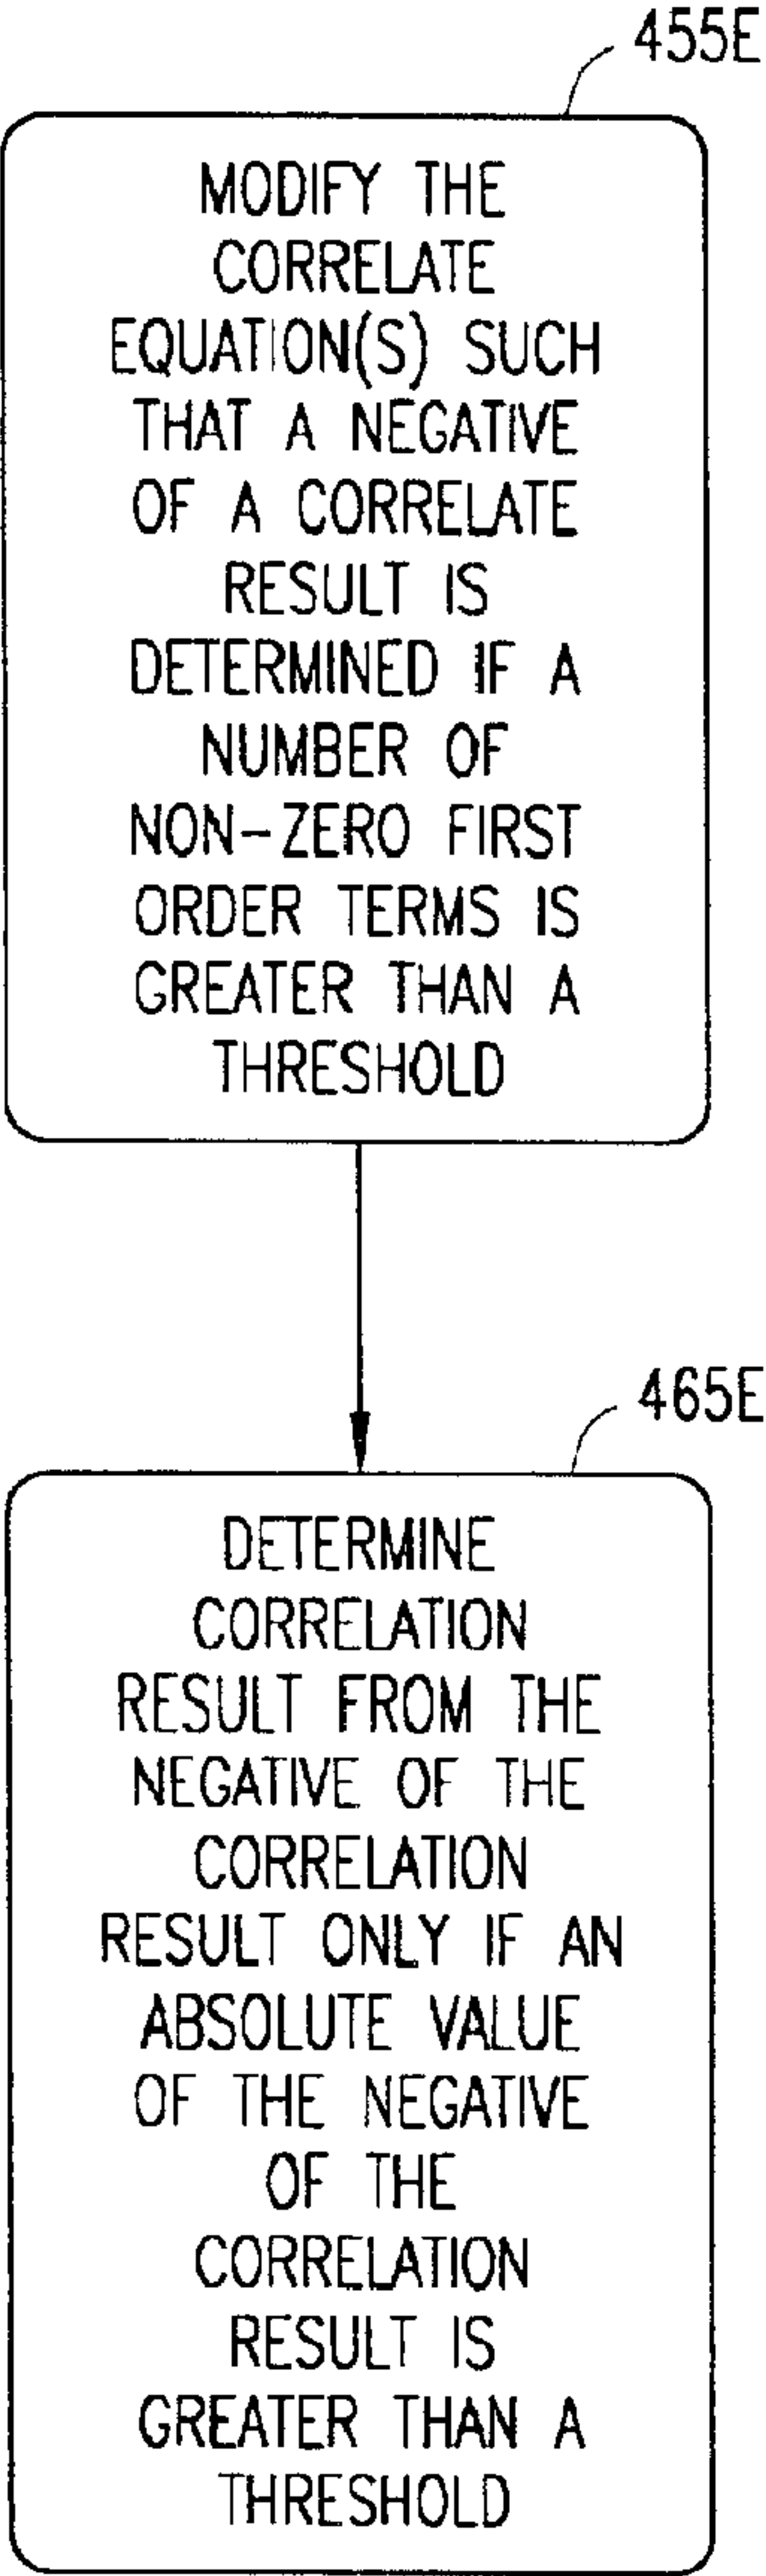 455E
MODIFY THE
CORRELATE
EQUATION(S) SUCH
THAT A NEGATIVE
OF A CORRELATE
RESULT IS
DETERMINED IF A
NUMBER OF
NON-ZERO FIRST
ORDER TERMS IS
GREATER THAN A
THRESHOLD
465E
DETERMINE
CORRELATION
RESULT FROM THE
NEGATIVE OF THE
CORRELATION
RESULT ONLY IF AN
ABSOLUTE VALUE
OF THE NEGATIVE
OF THE
CORRELATION
RESULT IS
GREATER THAN A
THRESHOLD